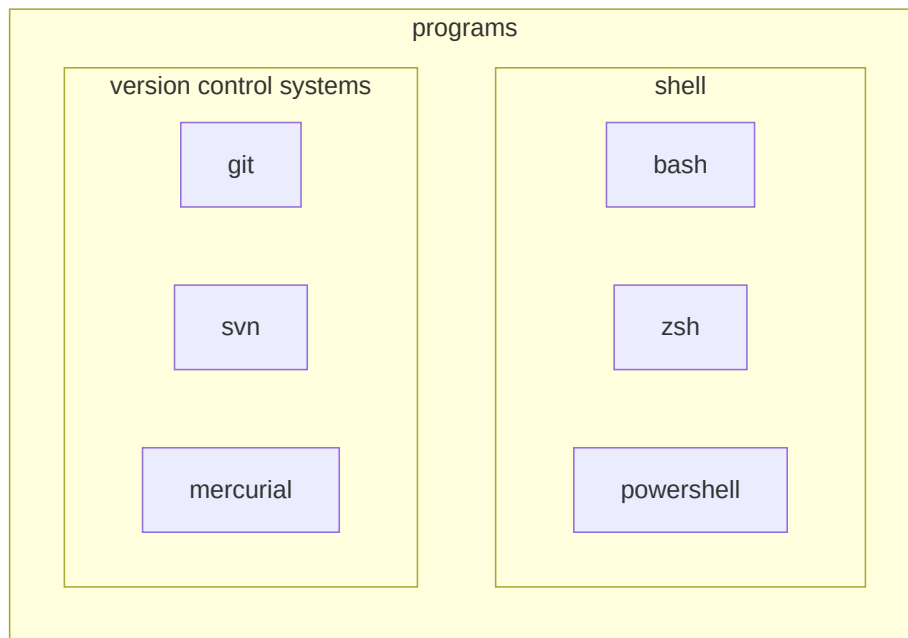 programs
version control systems
git
svn
mercurial
shell
bash
zsh
powershell